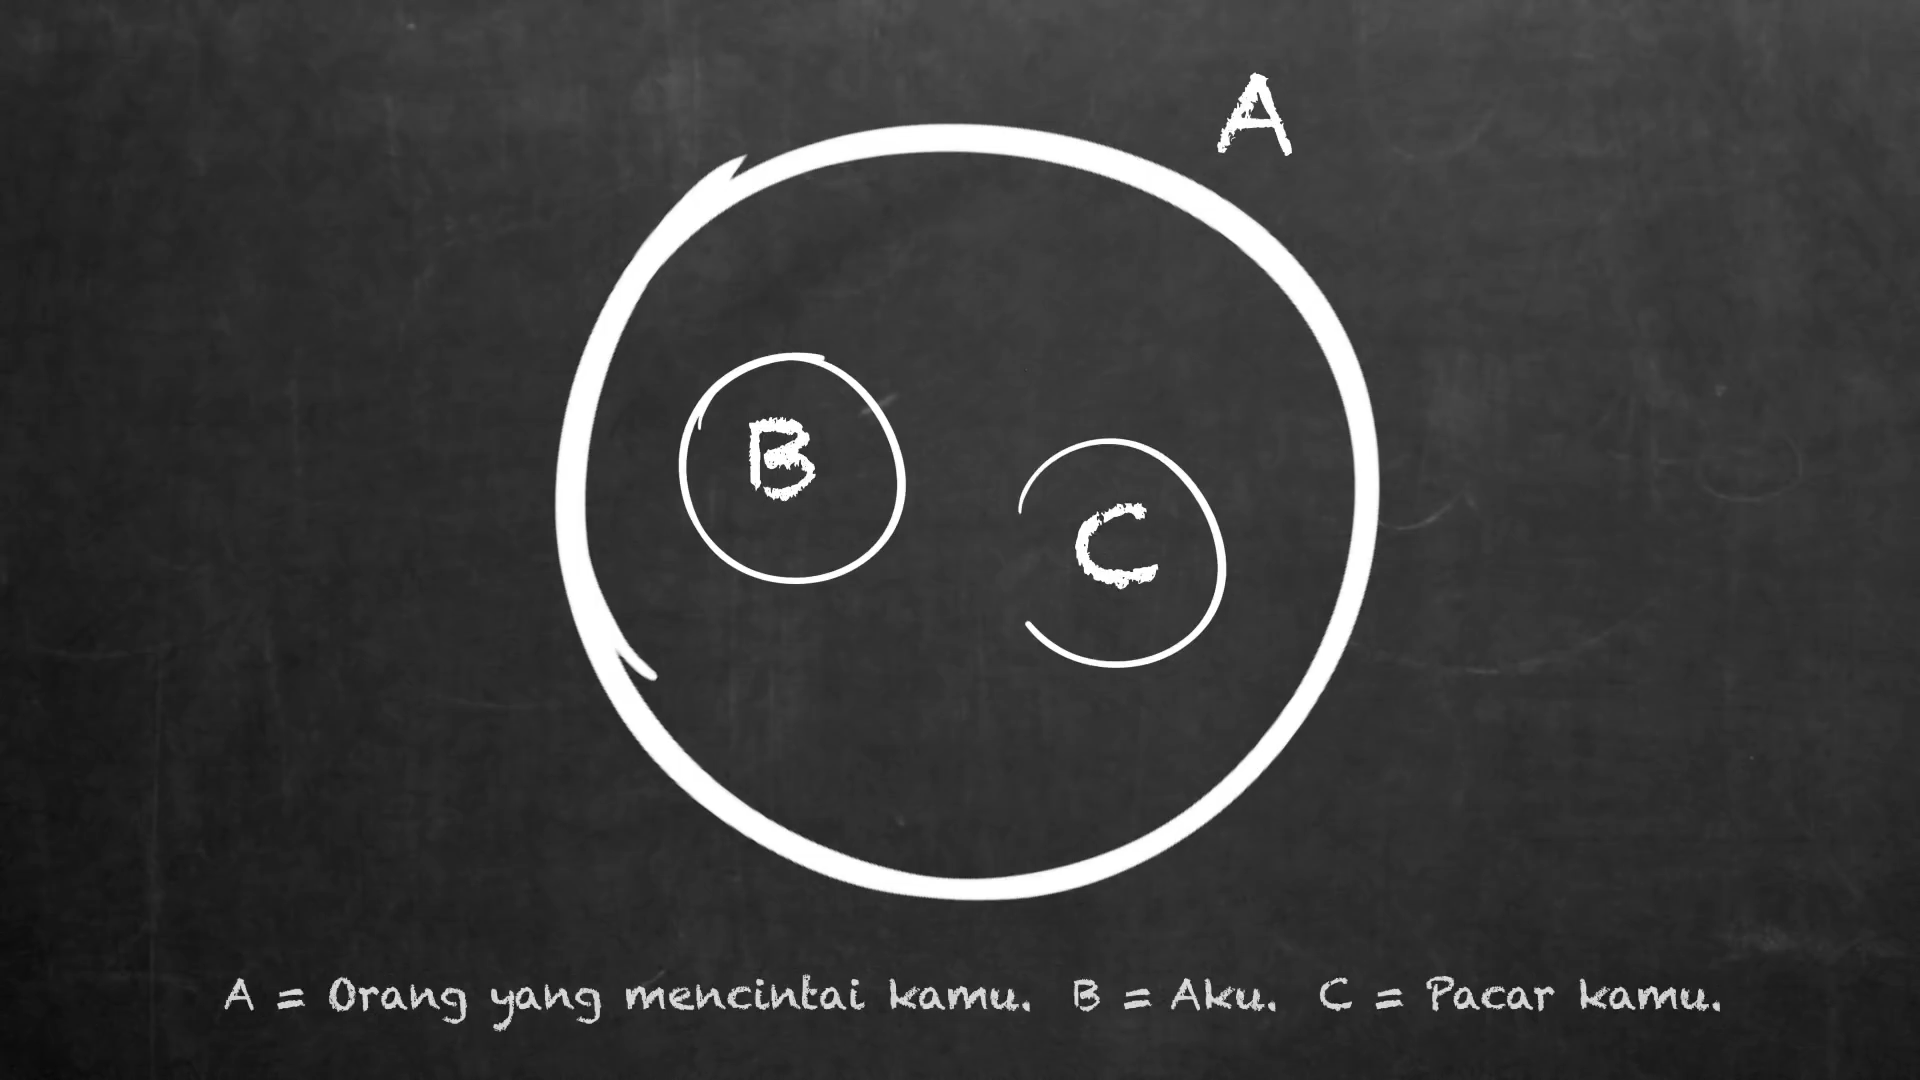 A
B
C
A = Orang yang mencintai kamu. B = Aku. C = Pacar kamu.